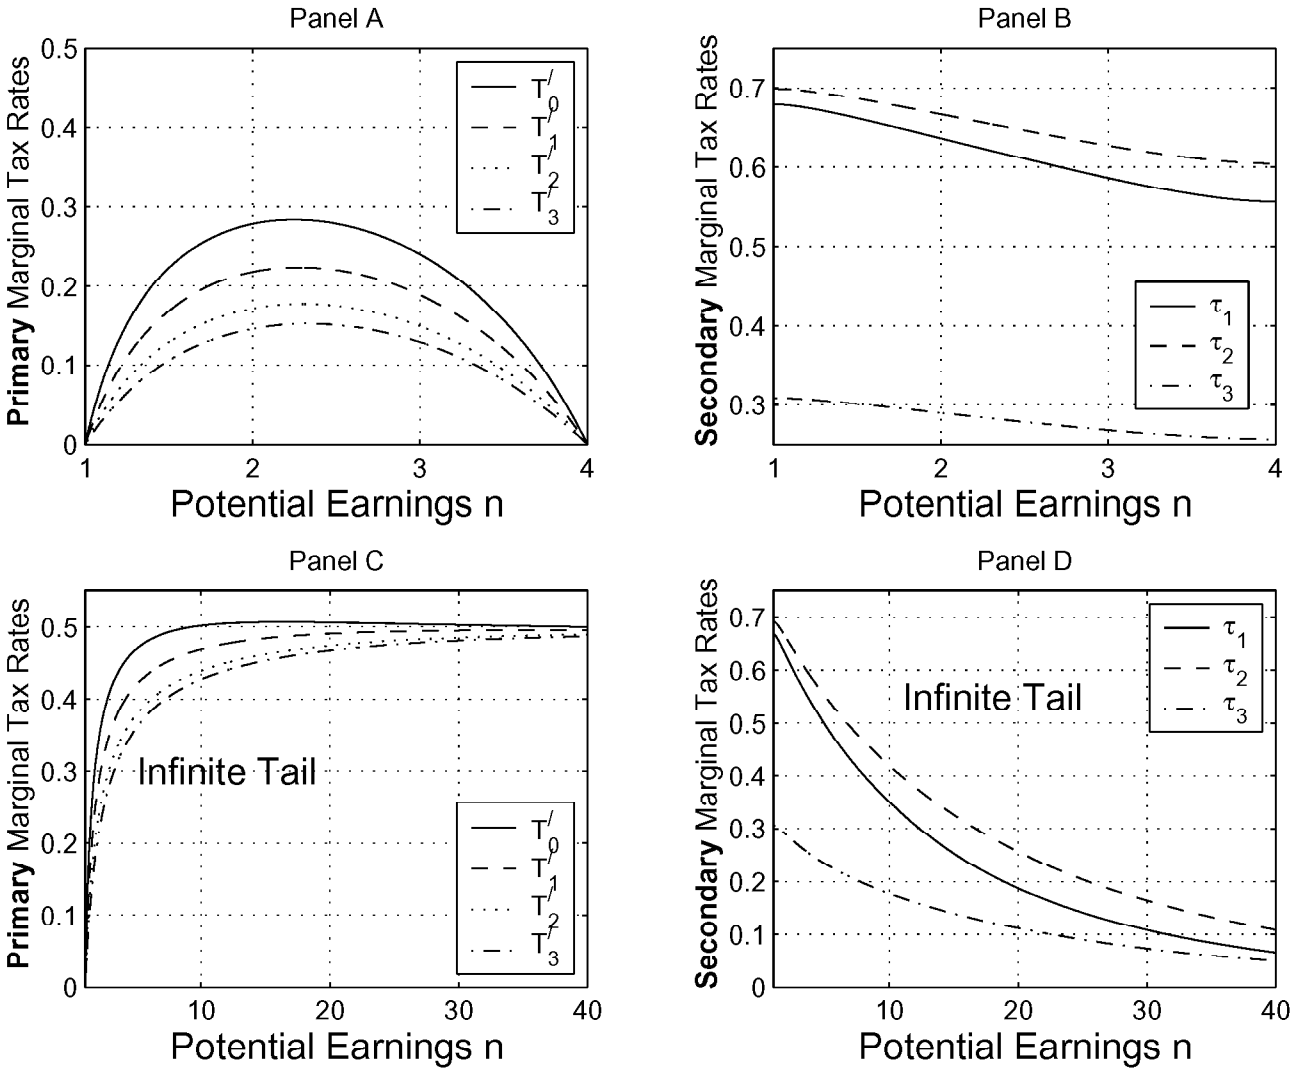 Panel A
Primary Marginal Tax Rates
0.5
0.4
0.3
0.2
0.1
0
1 2 3 4
Potential Earnings n
T′0
T′1
T′2
T′3
Panel B
Secondary Marginal Tax Rates
0.7
0.6
0.5
0.4
0.3
1 2 3 4
Potential Earnings n
τ1
τ2
τ3
Panel C
Primary Marginal Tax Rates
0.5
0.4
0.3
0.2
0.1
0
10 20 30 40
Potential Earnings n
Infinite Tail
T′0
T′1
T′2
T′3
Panel D
Secondary Marginal Tax Rates
0.7
0.6
0.5
0.4
0.3
0.2
0.1
0
10 20 30 40
Potential Earnings n
Infinite Tail
τ1
τ2
τ3